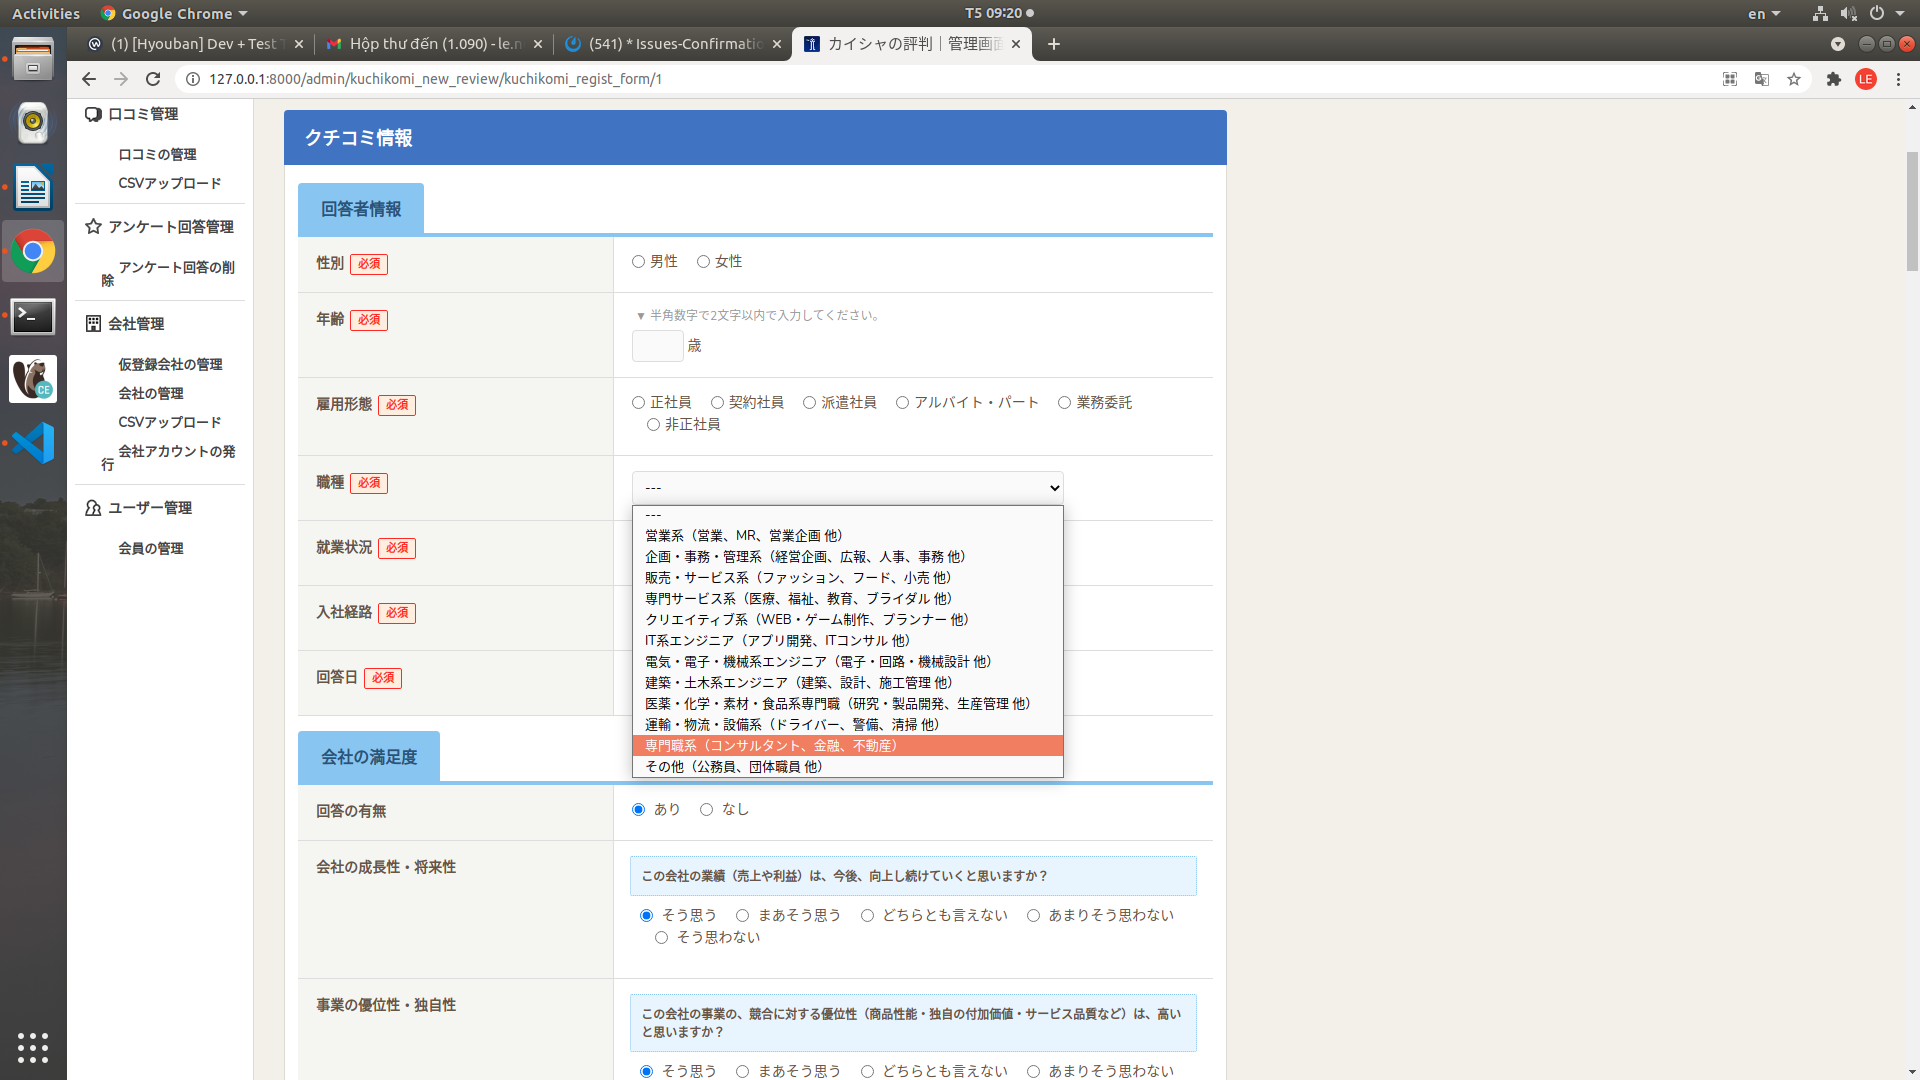 Activities
Google Chrome
T5 09:20
en
(1) [Hyouban] Dev + Test
Hộp thư đến (1.090) - le.n
(541) * Issues-Confirmatio
カイシャの評判｜管理画面
127.0.0.1:8000/admin/kuchikomi_new_review/kuchikomi_regist_form/1
LE
口コミ管理
口コミの管理
CSVアップロード
アンケート回答管理
アンケート回答の削
除
会社管理
仮登録会社の管理
会社の管理
CSVアップロード
会社アカウントの発
行
ユーザー管理
会員の管理
CE
クチコミ情報
回答者情報
性別 必須
男性 女性
年齢 必須
▼ 半角数字で2文字以内で入力してください。
歳
雇用形態 必須
正社員 契約社員 派遣社員 アルバイト・パート 業務委託
非正社員
職種 必須
---
---
営業系（営業、MR、営業企画 他）
企画・事務・管理系（経営企画、広報、人事、事務 他）
販売・サービス系（ファッション、フード、小売 他）
専門サービス系（医療、福祉、教育、ブライダル 他）
クリエイティブ系（WEB・ゲーム制作、プランナー 他）
IT系エンジニア（アプリ開発、ITコンサル 他）
電気・電子・機械系エンジニア（電子・回路・機械設計 他）
建築・土木系エンジニア（建築、設計、施工管理 他）
医薬・化学・素材・食品系専門職（研究・製品開発、生産管理 他）
運輸・物流・設備系（ドライバー、警備、清掃 他）
専門職系（コンサルタント、金融、不動産）
その他（公務員、団体職員 他）
就業状況 必須
入社経路 必須
回答日 必須
会社の満足度
回答の有無
あり なし
会社の成長性・将来性
この会社の業績（売上や利益）は、今後、向上し続けていくと思いますか？
そう思う まあそう思う どちらとも言えない あまりそう思わない
そう思わない
事業の優位性・独自性
この会社の事業の、競合に対する優位性（商品性能・独自の付加価値・サービス品質など）は、高い
と思いますか？
そう思う まあそう思う どちらとも言えない あまりそう思わない